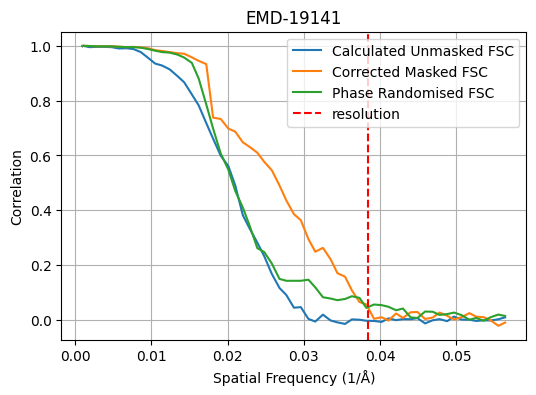 EMD-19141
Calculated Unmasked FSC
Corrected Masked FSC
Phase Randomised FSC
resolution
Correlation
1.0
0.8
0.6
0.4
0.2
0.0
0.00 0.01 0.02 0.03 0.04 0.05
Spatial Frequency (1/Å)